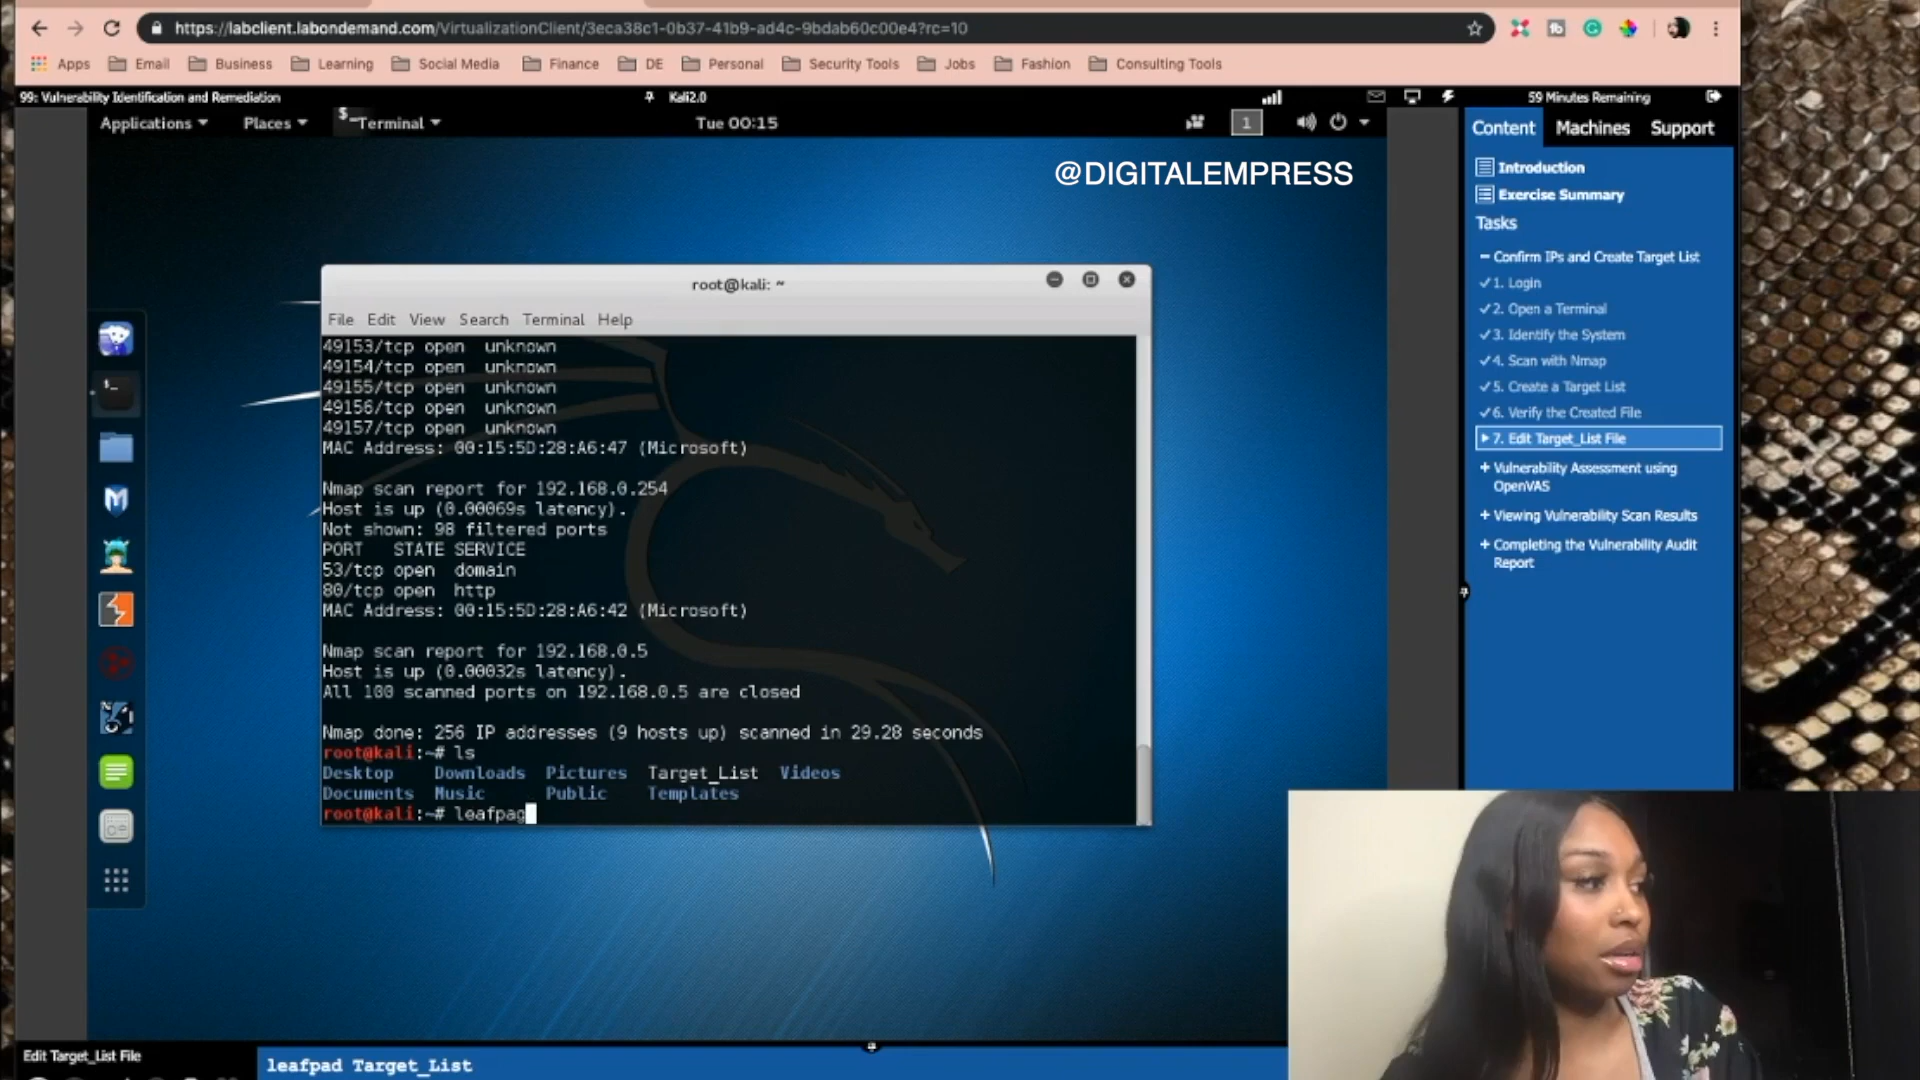 https://labclient.labondemand.com/VirtualizationClient/3eca38c1-0b37-41b9-ad4c-9bdab60c00e4?rc=10
Apps Email Business Learning Social Media Finance DE Personal Security Tools Jobs Fashion Consulting Tools
99: Vulnerability Identification and Remediation Kali2.0 59 Minutes Remaining
Applications Places Terminal Tue 00:15 1
Content Machines Support
@DIGITALEMPRESS
Introduction
Exercise Summary
Tasks
Confirm IPs and Create Target List
1. Login
2. Open a Terminal
3. Identify the System
4. Scan with Nmap
5. Create a Target List
6. Verify the Created File
7. Edit Target_List File
+ Vulnerability Assessment using
OpenVAS
+ Viewing Vulnerability Scan Results
+ Completing the Vulnerability Audit
Report
root@kali: ~
File Edit View Search Terminal Help
49153/tcp open unknown
49154/tcp open unknown
49155/tcp open unknown
49156/tcp open unknown
49157/tcp open unknown
MAC Address: 00:15:5D:28:A6:47 (Microsoft)
Nmap scan report for 192.168.0.254
Host is up (0.00069s latency).
Not shown: 98 filtered ports
PORT STATE SERVICE
53/tcp open domain
80/tcp open http
MAC Address: 00:15:5D:28:A6:42 (Microsoft)
Nmap scan report for 192.168.0.5
Host is up (0.00032s latency).
All 100 scanned ports on 192.168.0.5 are closed
Nmap done: 256 IP addresses (9 hosts up) scanned in 29.28 seconds
root@kali:~# ls
Desktop Downloads Pictures Target_List Videos
Documents Music Public Templates
root@kali:~# leafpag
Edit Target_List File
leafpad Target_List